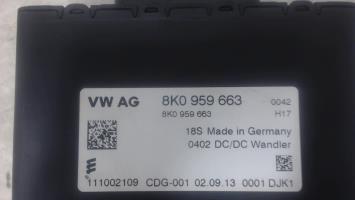 VW AG 8K0 959 663 0042
8K0 959 663 H17
18S Made in Germany
0402 DC/DC Wandler
111002109 CDG-001 02.09.13 0001 DJK1